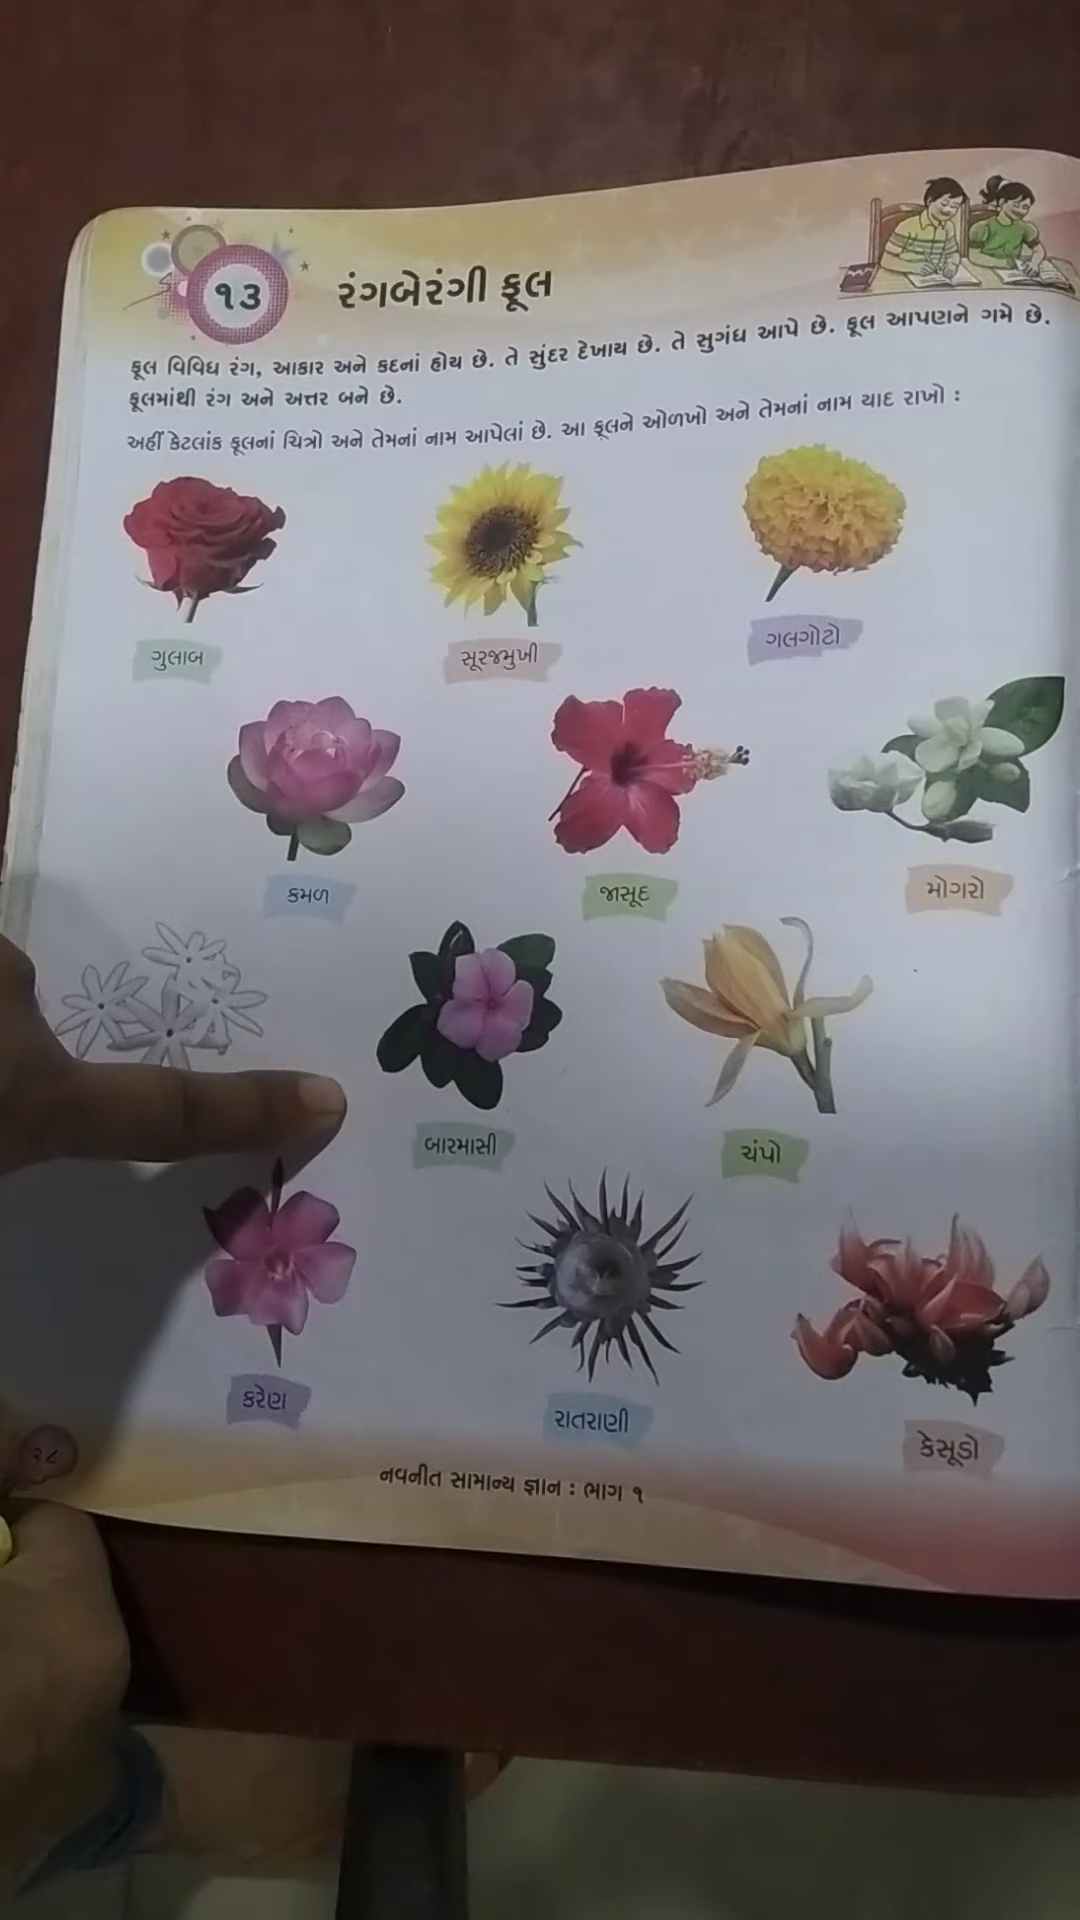 ૧૩
રંગબેરંગી ફૂલ
ફૂલ વિવિધ રંગ, આકાર અને કદનાં હોય છે. તે સુંદર દેખાય છે. તે સુગંધ આપે છે. ફૂલ આપણને ગમે છે.
ફૂલમાંથી રંગ અને અત્તર બને છે.
અહીં કેટલાંક ફૂલનાં ચિત્રો અને તેમનાં નામ આપેલાં છે. આ ફૂલને ઓળખો અને તેમનાં નામ યાદ રાખો :
ગુલાબ
સૂરજમુખી
ગલગોટો
કમળ
જાસૂદ
મોગરો
બારમાસી
ચંપો
કરેણ
રાતરાણી
કેસૂડો
૨૮
નવનીત સામાન્ય જ્ઞાન : ભાગ ૧